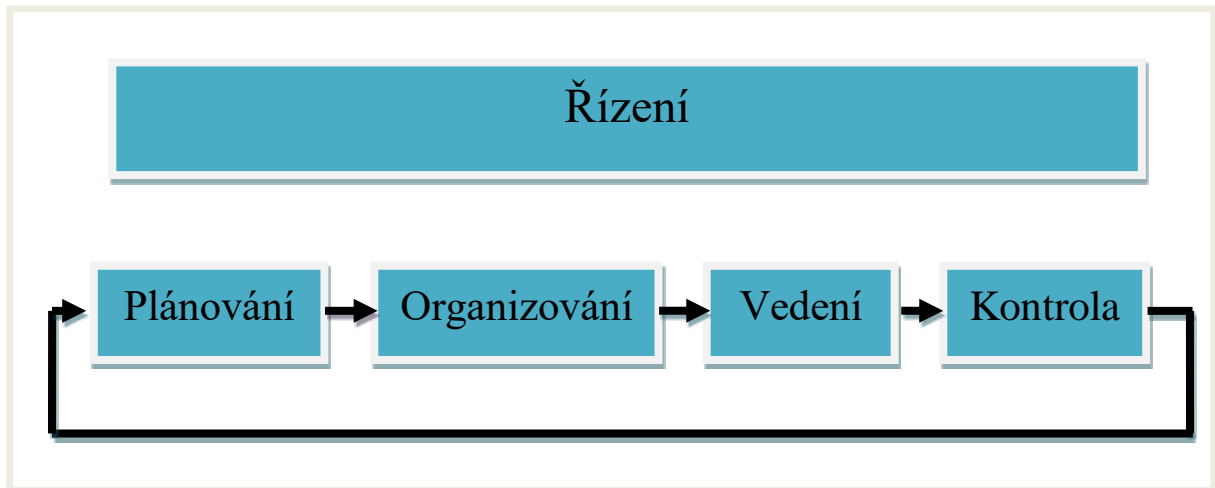 Řízení
Plánování
Organizování
Vedení
Kontrola